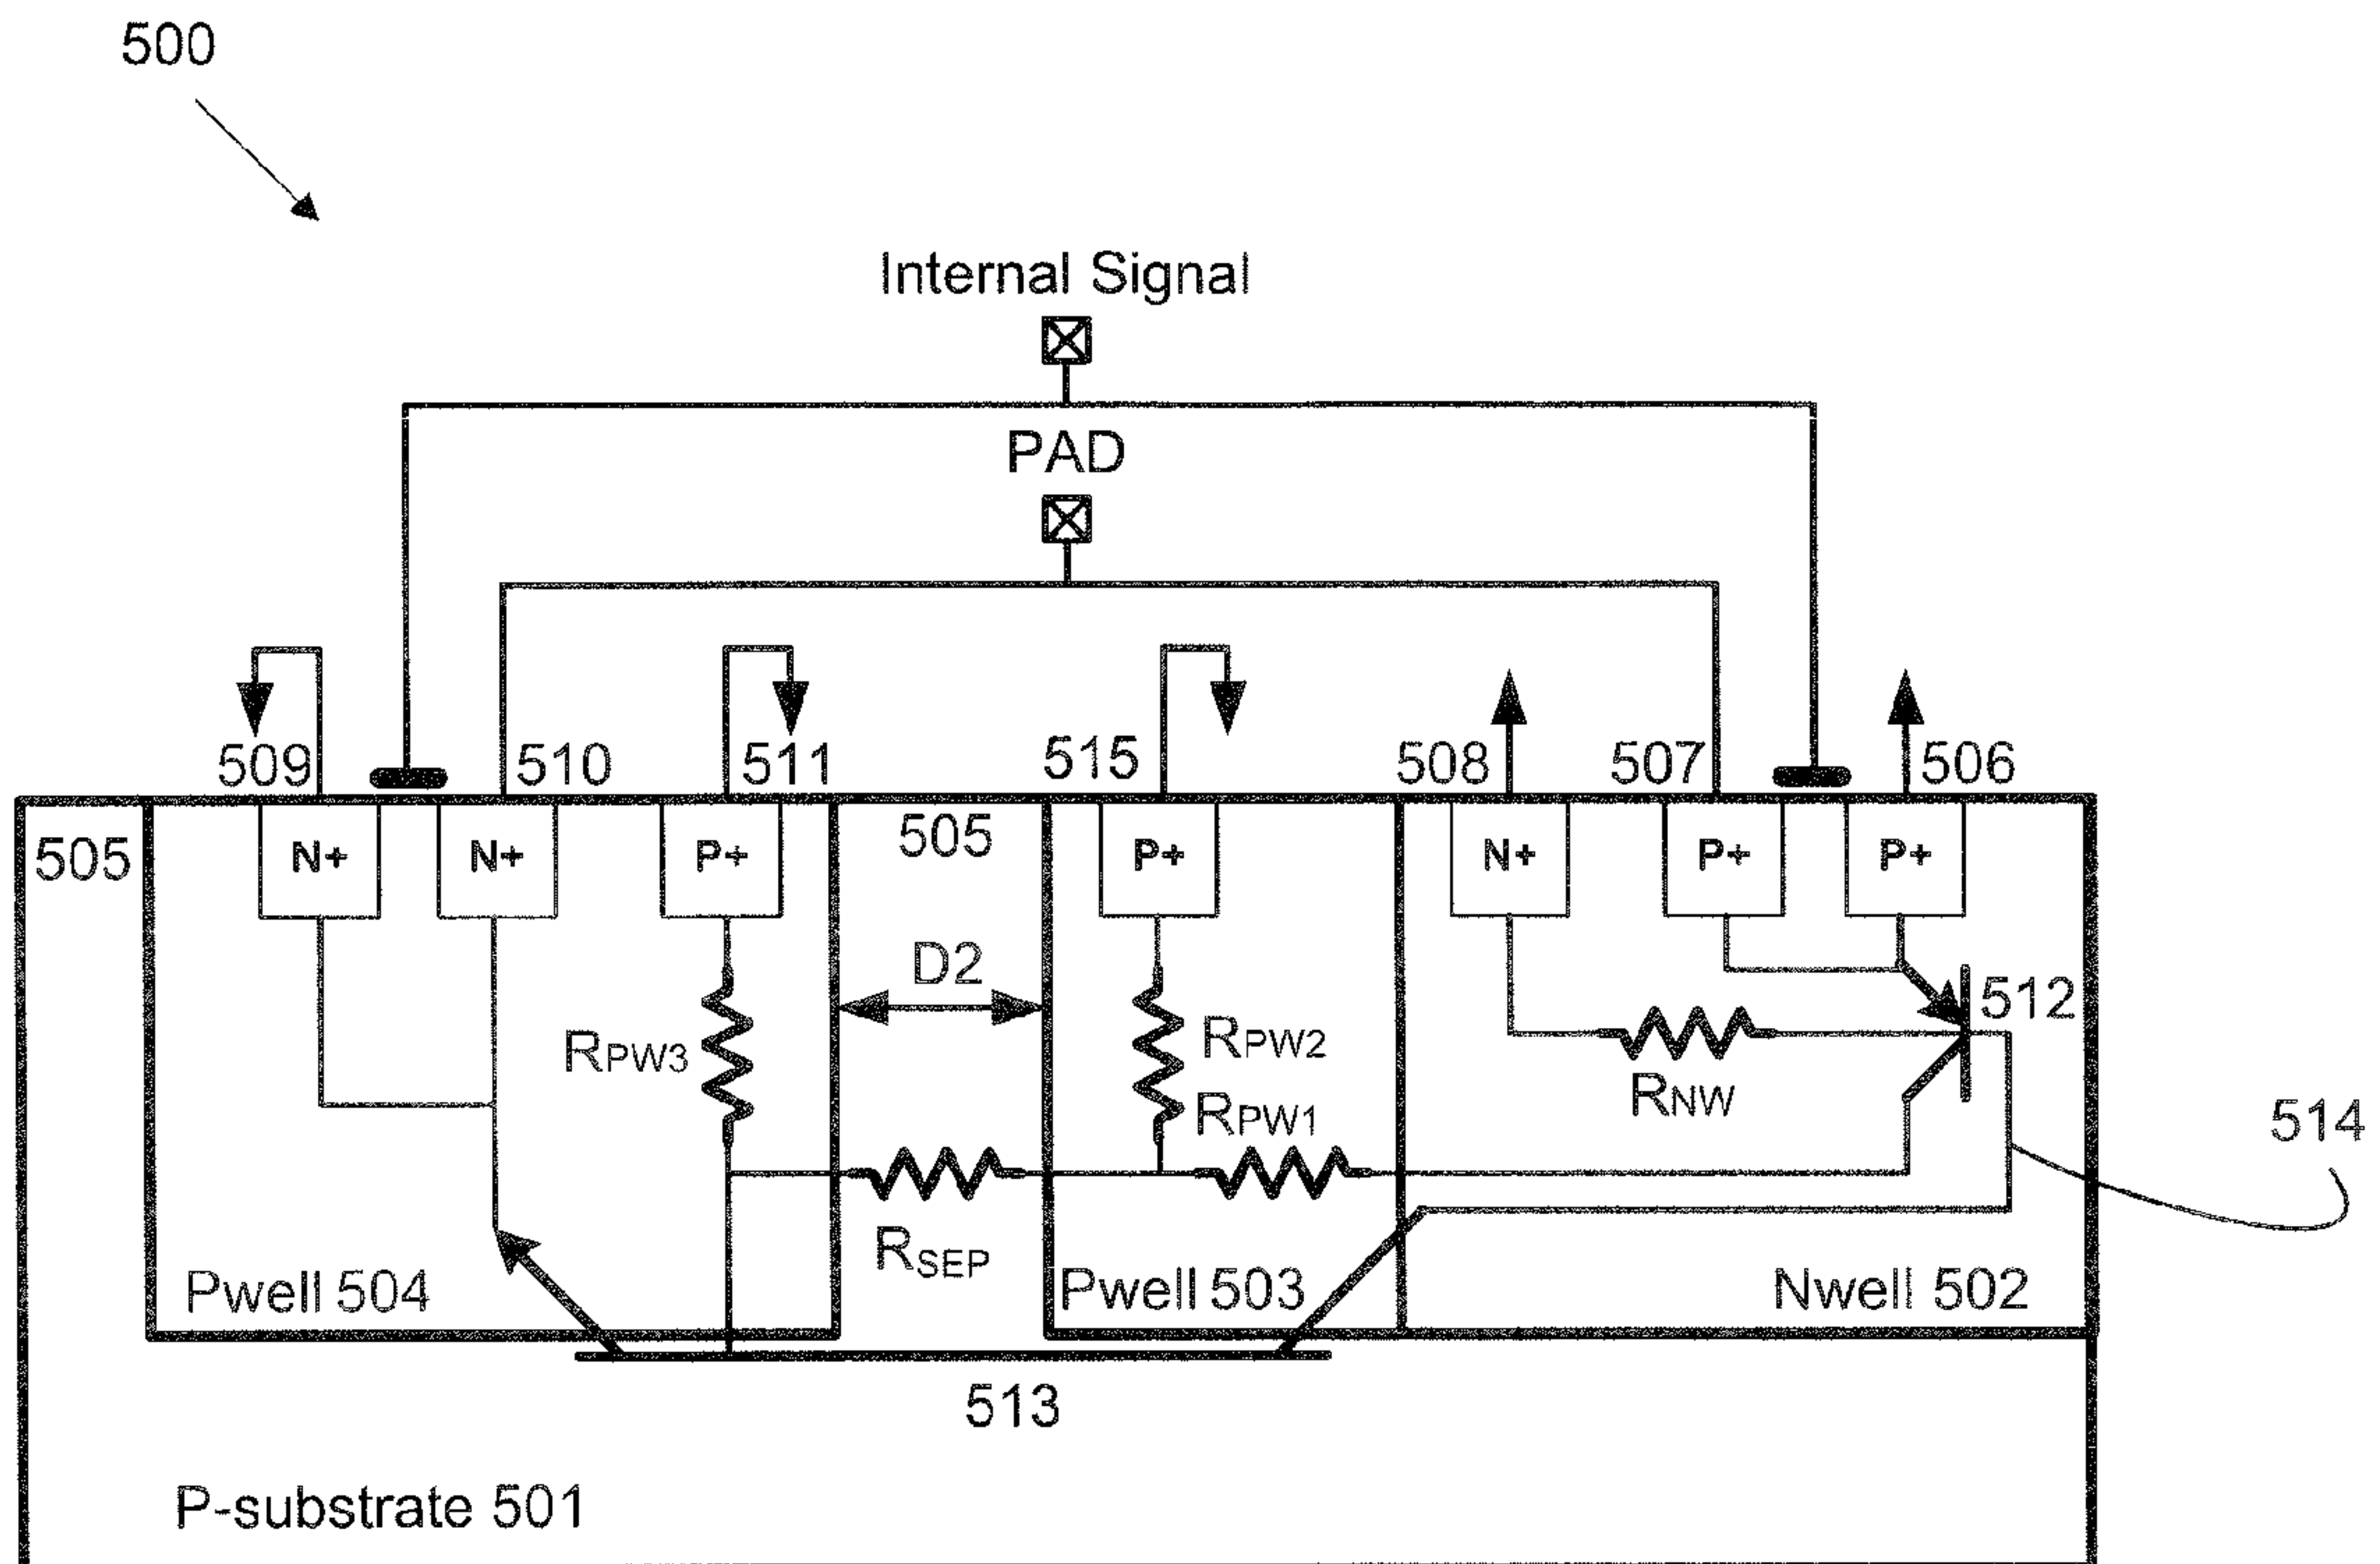 500
Internal Signal
PAD
509 510 511 515 508 507 506
505 N+ N+ P+ 505 P+ N+ P+ P+
D2 512
RPW3 RPW2
RPW1 RNW
514
RSEP
Pwell 504 Pwell 503 Nwell 502
513
P-substrate 501